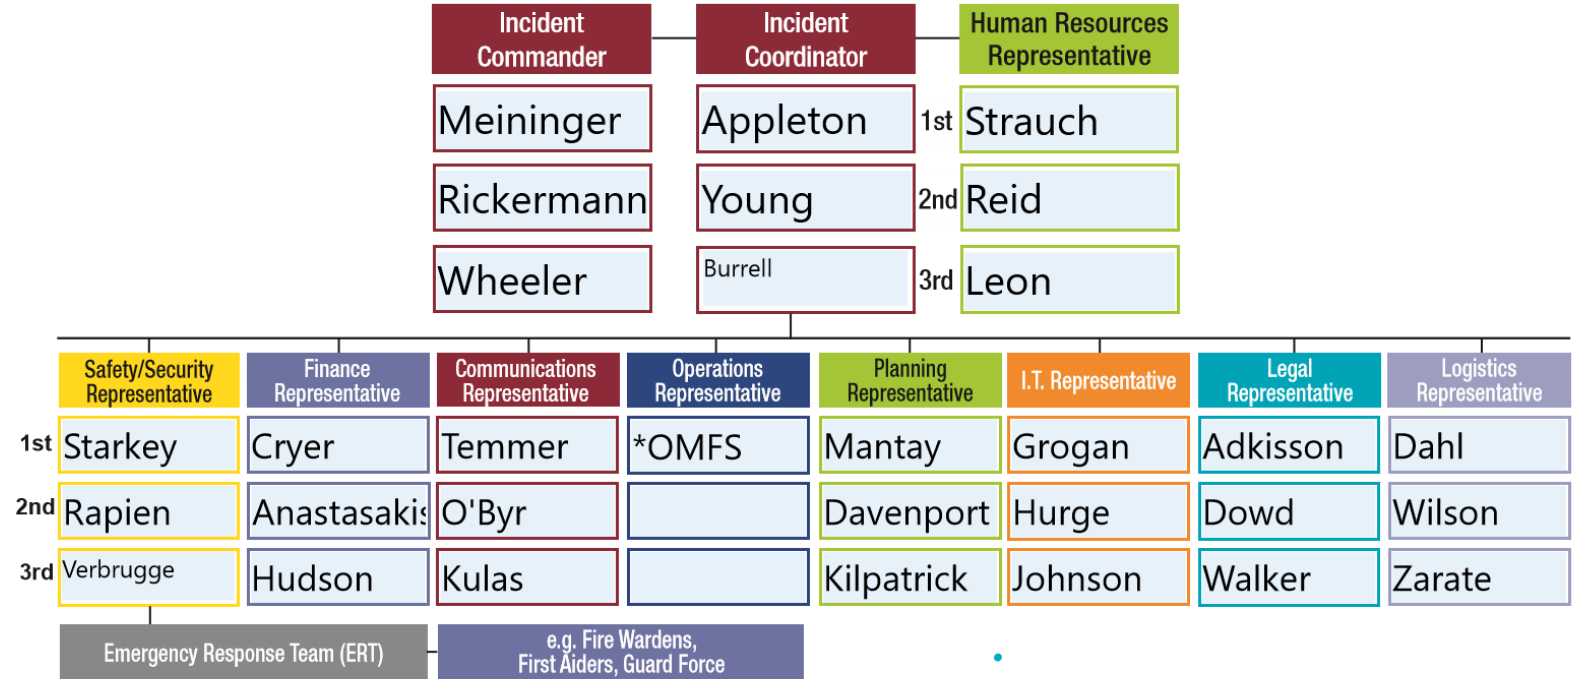 Incident
Commander
Incident
Coordinator
Human Resources
Representative
Meininger
Appleton
1st
Strauch
Rickermann
Young
2nd
Reid
Wheeler
Burrell
3rd
Leon
Safety/Security
Representative
Finance
Representative
Communications
Representative
Operations
Representative
Planning
Representative
I.T. Representative
Legal
Representative
Logistics
Representative
1st
Starkey
Cryer
Temmer
*OMFS
Mantay
Grogan
Adkisson
Dahl
2nd
Rapien
Anastasakis
O'Byr
Davenport
Hurge
Dowd
Wilson
3rd
Verbrugge
Hudson
Kulas
Kilpatrick
Johnson
Walker
Zarate
Emergency Response Team (ERT)
e.g. Fire Wardens,
First Aiders, Guard Force